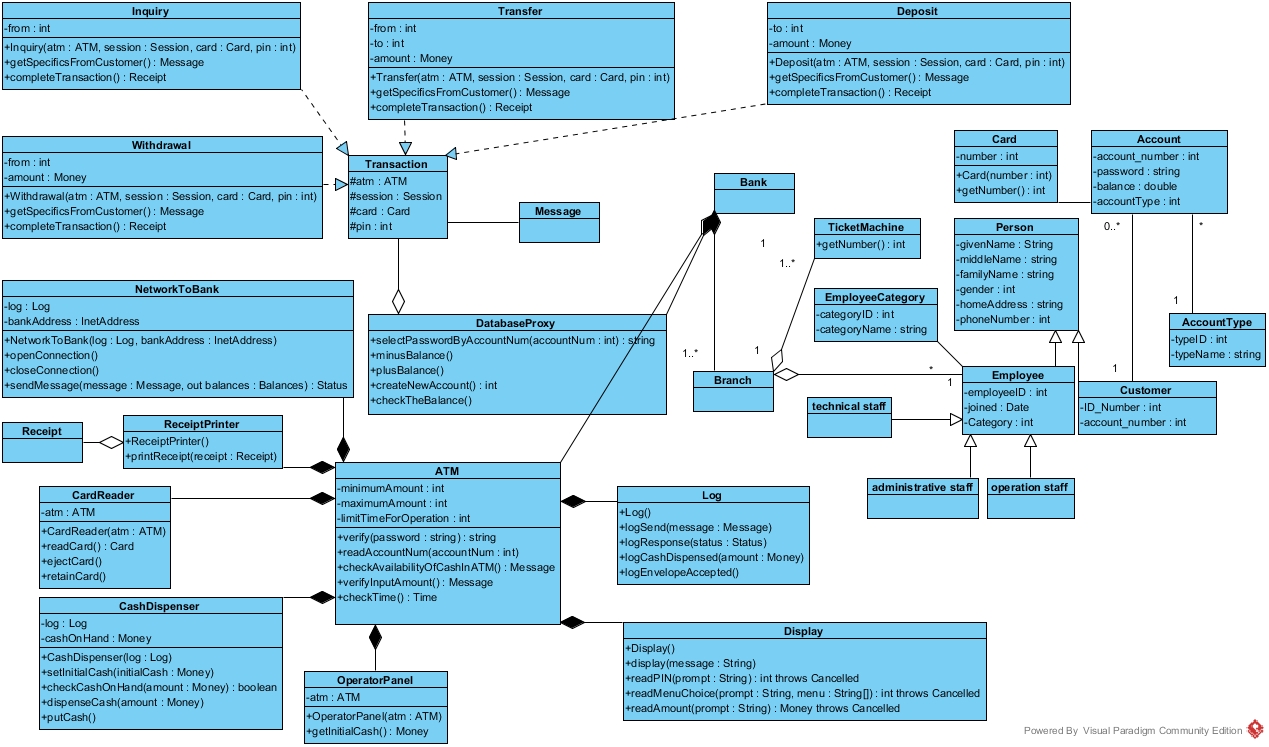 Inquiry
-from : int
+Inquiry(atm : ATM, session : Session, card : Card, pin : int)
+getSpecificsFromCustomer() : Message
+completeTransaction() : Receipt
Transfer
-from : int
-to : int
-amount : Money
+Transfer(atm : ATM, session : Session, card : Card, pin : int)
+getSpecificsFromCustomer() : Message
+completeTransaction() : Receipt
Deposit
-to : int
-amount : Money
+Deposit(atm : ATM, session : Session, card : Card, pin : int)
+getSpecificsFromCustomer() : Message
+completeTransaction() : Receipt
Withdrawal
-from : int
-amount : Money
+Withdrawal(atm : ATM, session : Session, card : Card, pin : int)
+getSpecificsFromCustomer() : Message
+completeTransaction() : Receipt
Transaction
#atm : ATM
#session : Session
#card : Card
#pin : int
Message
Bank
Card
-number : int
+Card(number : int)
+getNumber() : int
Account
-account_number : int
-password : string
-balance : double
-accountType : int
TicketMachine
+getNumber() : int
Person
-givenName : String
-middleName : string
-familyName : string
-gender : int
-homeAddress : string
-phoneNumber : int
0..*
*
1
1..*
NetworkToBank
-log : Log
-bankAddress : InetAddress
+NetworkToBank(log : Log, bankAddress : InetAddress)
+openConnection()
+closeConnection()
+sendMessage(message : Message, out balances : Balances) : Status
DatabaseProxy
+selectPasswordByAccountNum(accountNum : int) : string
+minusBalance()
+plusBalance()
+createNewAccount() : int
+checkTheBalance()
EmployeeCategory
-categoryID : int
-categoryName : string
1
AccountType
-typeID : int
-typeName : string
1..*
1
*
1
1
Branch
Employee
-employeeID : int
-joined : Date
-Category : int
Customer
-ID_Number : int
-account_number : int
technical staff
administrative staff
operation staff
Receipt
ReceiptPrinter
+ReceiptPrinter()
+printReceipt(receipt : Receipt)
ATM
-minimumAmount : int
-maximumAmount : int
-limitTimeForOperation : int
+verify(password : string) : string
+readAccountNum(accountNum : int)
+checkAvailabilityOfCashInATM() : Message
+verifyInputAmount() : Message
+checkTime() : Time
CardReader
-atm : ATM
+CardReader(atm : ATM)
+readCard() : Card
+ejectCard()
+retainCard()
Log
+Log()
+logSend(message : Message)
+logResponse(status : Status)
+logCashDispensed(amount : Money)
+logEnvelopeAccepted()
CashDispenser
-log : Log
-cashOnHand : Money
+CashDispenser(log : Log)
+setInitialCash(initialCash : Money)
+checkCashOnHand(amount : Money) : boolean
+dispenseCash(amount : Money)
+putCash()
OperatorPanel
-atm : ATM
+OperatorPanel(atm : ATM)
+getInitialCash() : Money
Display
+Display()
+display(message : String)
+readPIN(prompt : String) : int throws Cancelled
+readMenuChoice(prompt : String, menu : String[]) : int throws Cancelled
+readAmount(prompt : String) : Money throws Cancelled
Powered By Visual Paradigm Community Edition